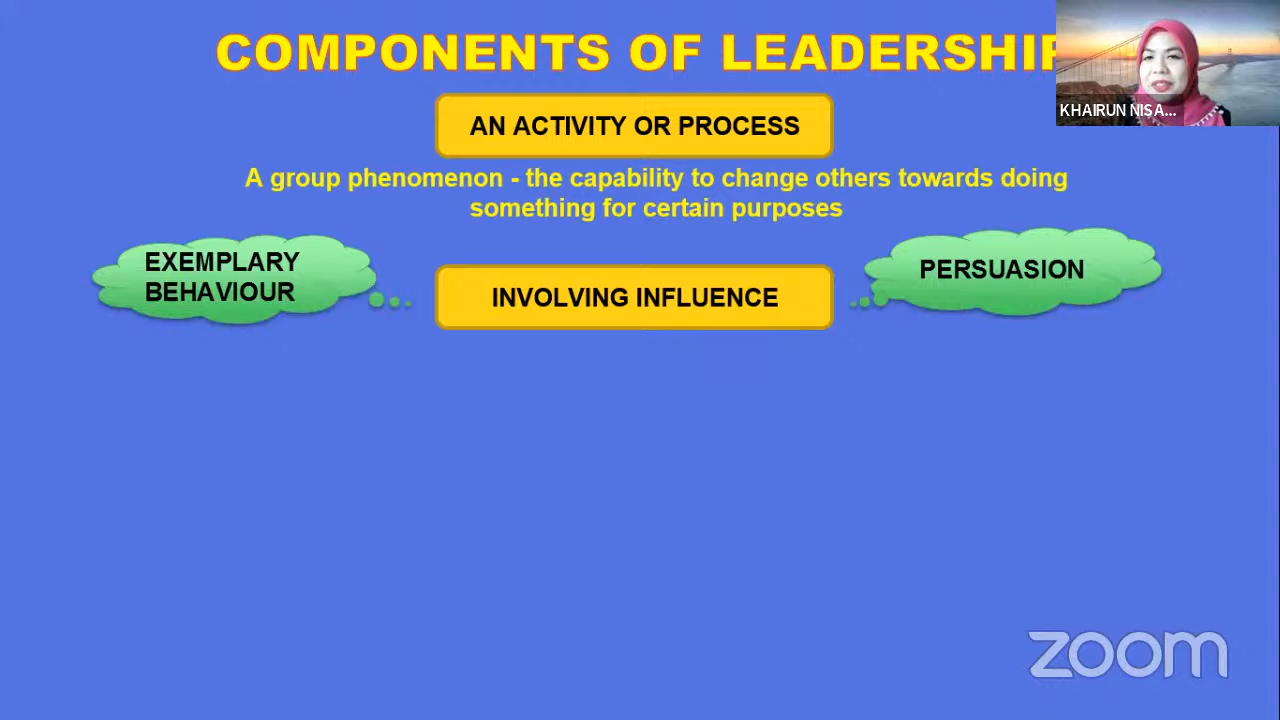 COMPONENTS OF LEADERSHIP
KHAIRUN NISA...
AN ACTIVITY OR PROCESS
A group phenomenon - the capability to change others towards doing
something for certain purposes
EXEMPLARY
BEHAVIOUR
INVOLVING INFLUENCE
PERSUASION
zoom